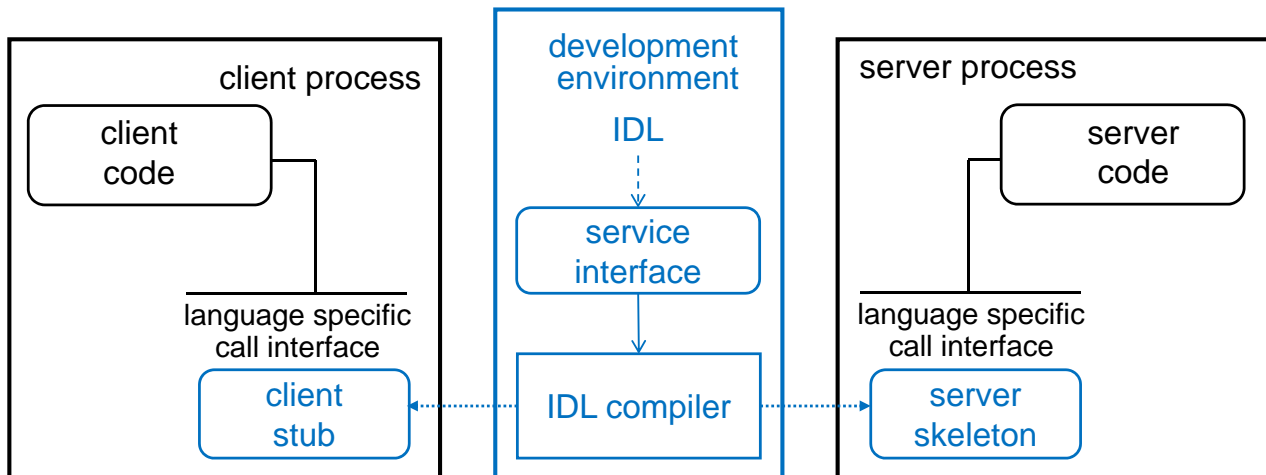 client process
client
code
language specific
call interface
client
stub
development
environment
IDL
service
interface
IDL compiler
server process
server
code
language specific
call interface
server
skeleton